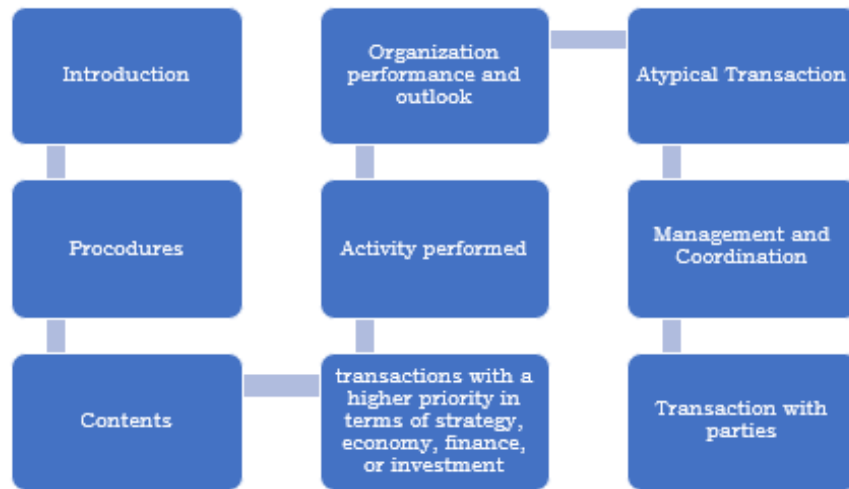 Introduction
Procodures
Contents
transactions with a
higher priority in
terms of strategy,
economy, finance,
or investment
Activity performed
Organization
performance and
outlook
Atypical Transaction
Management and
Coordination
Transaction with
parties